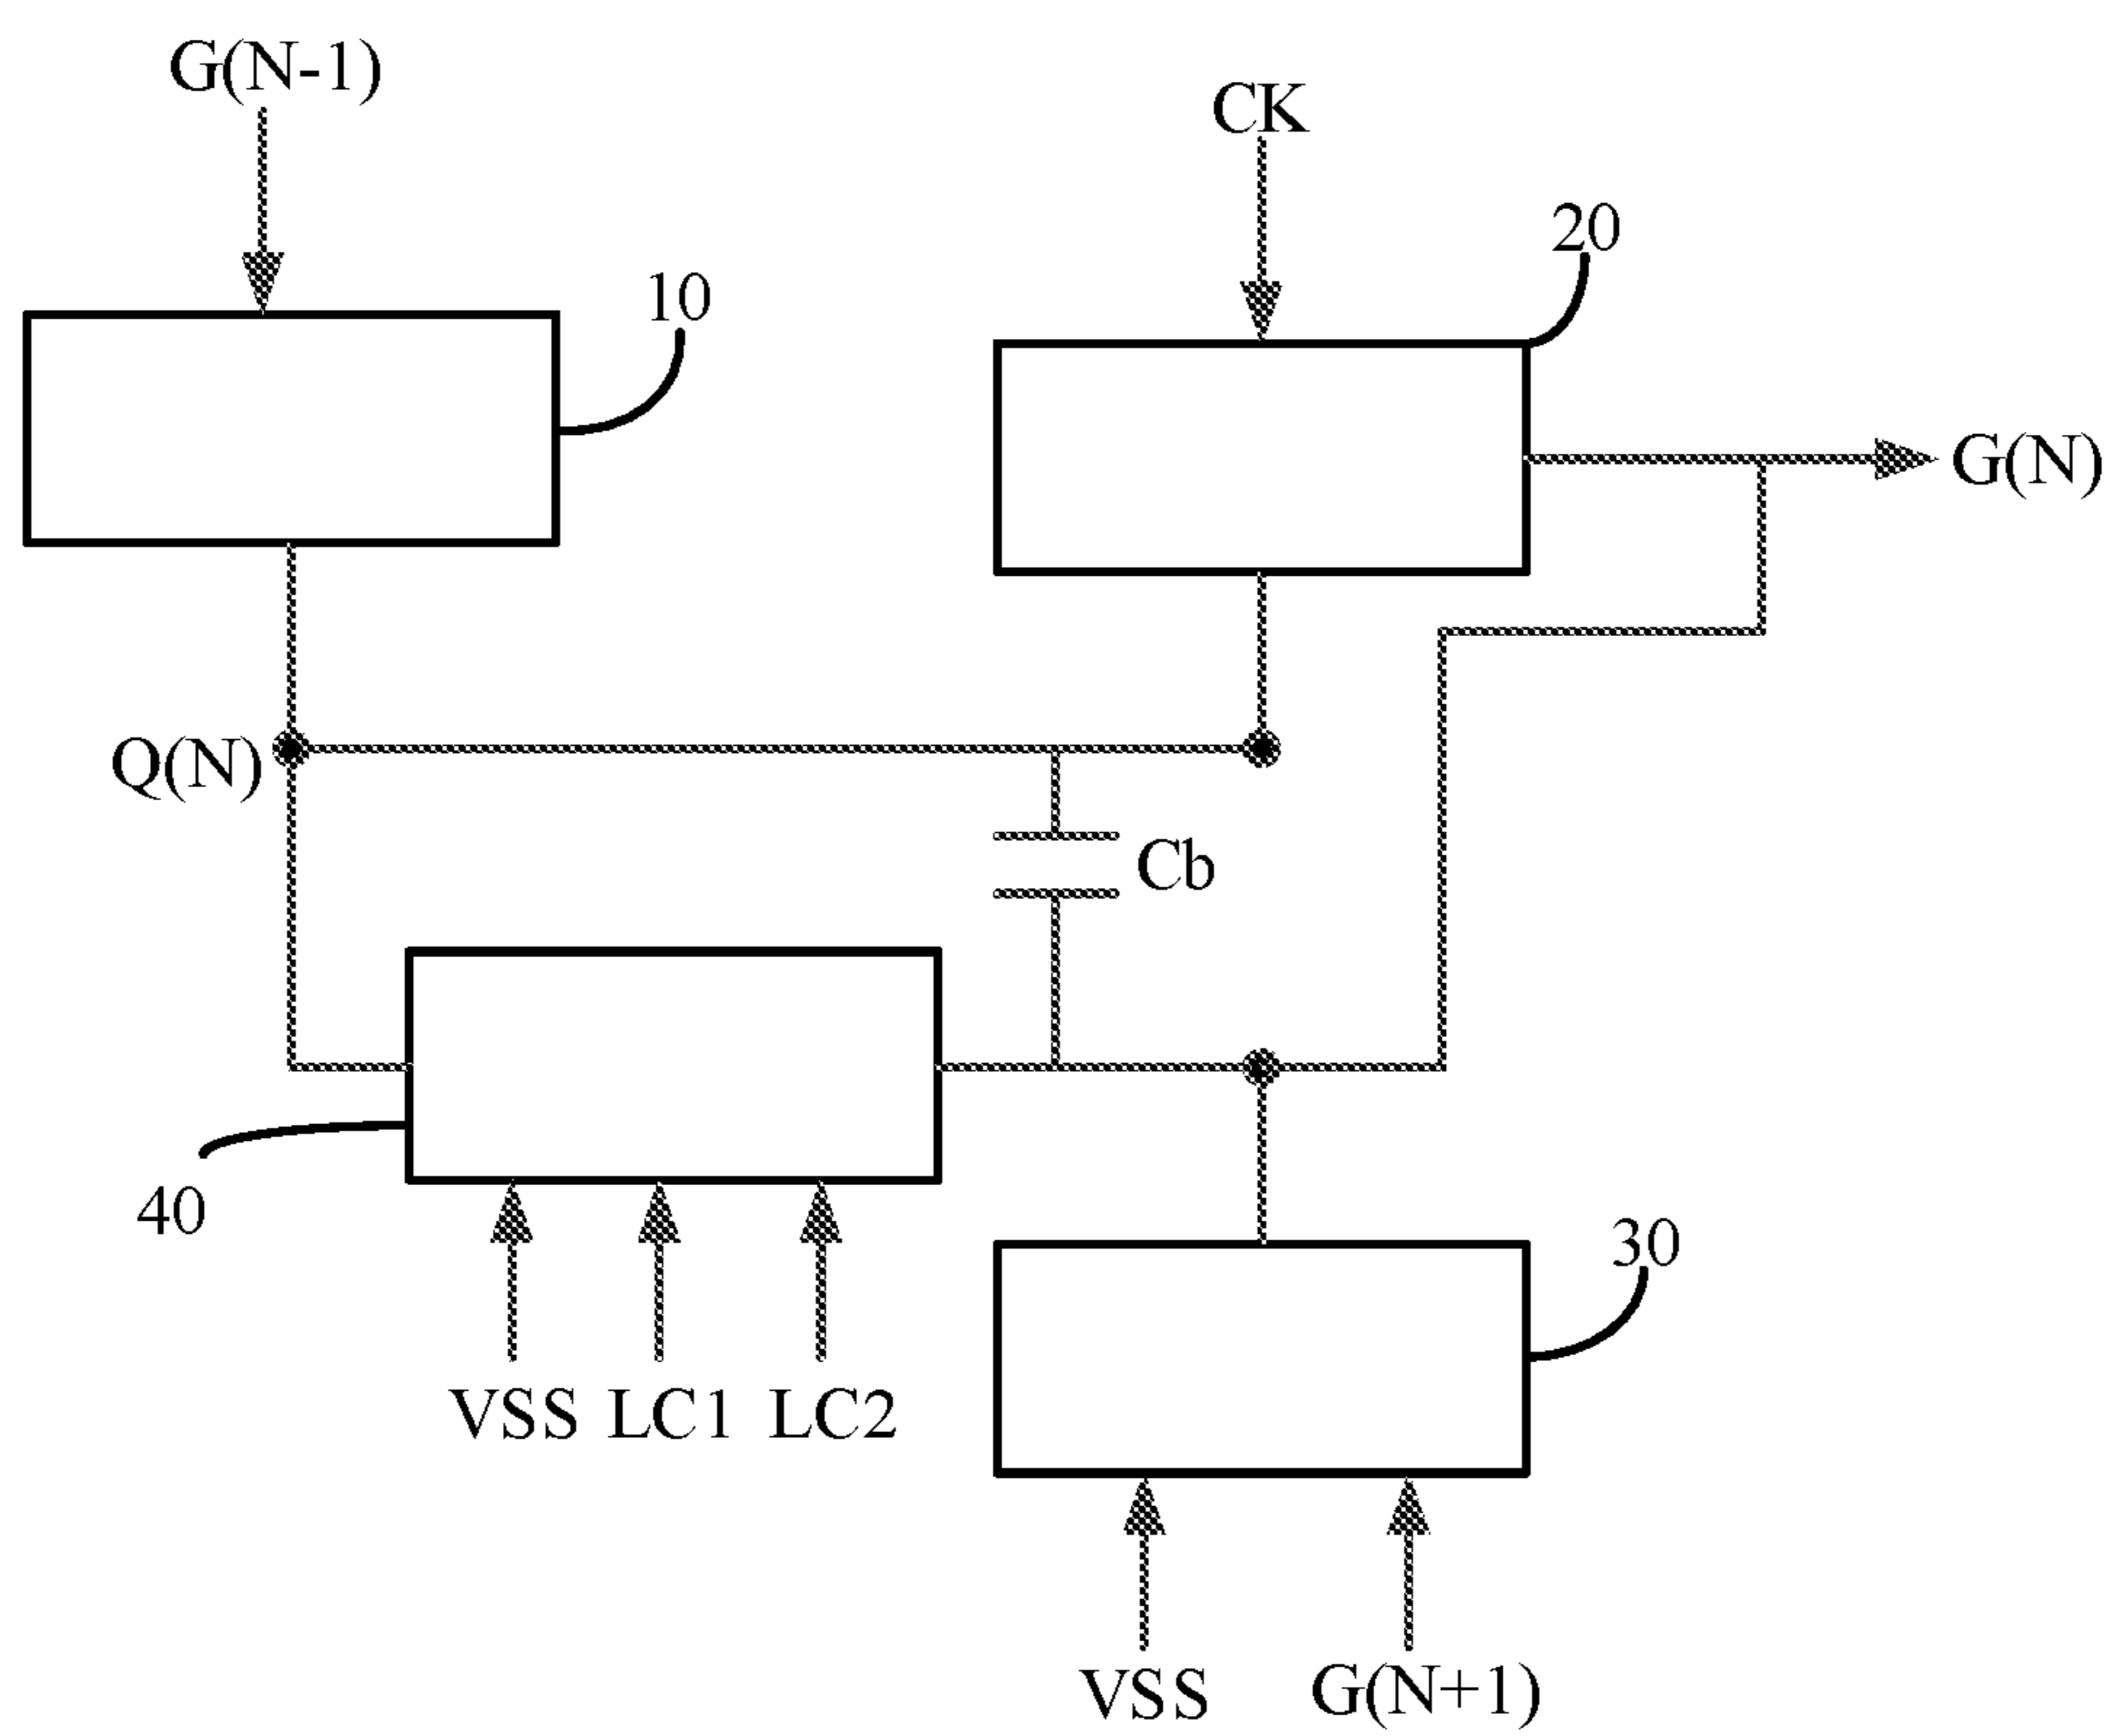 G(N-1)
CK
20
10
G(N)
Q(N)
Cb
40
30
VSS LC1 LC2
VSS G(N+1)